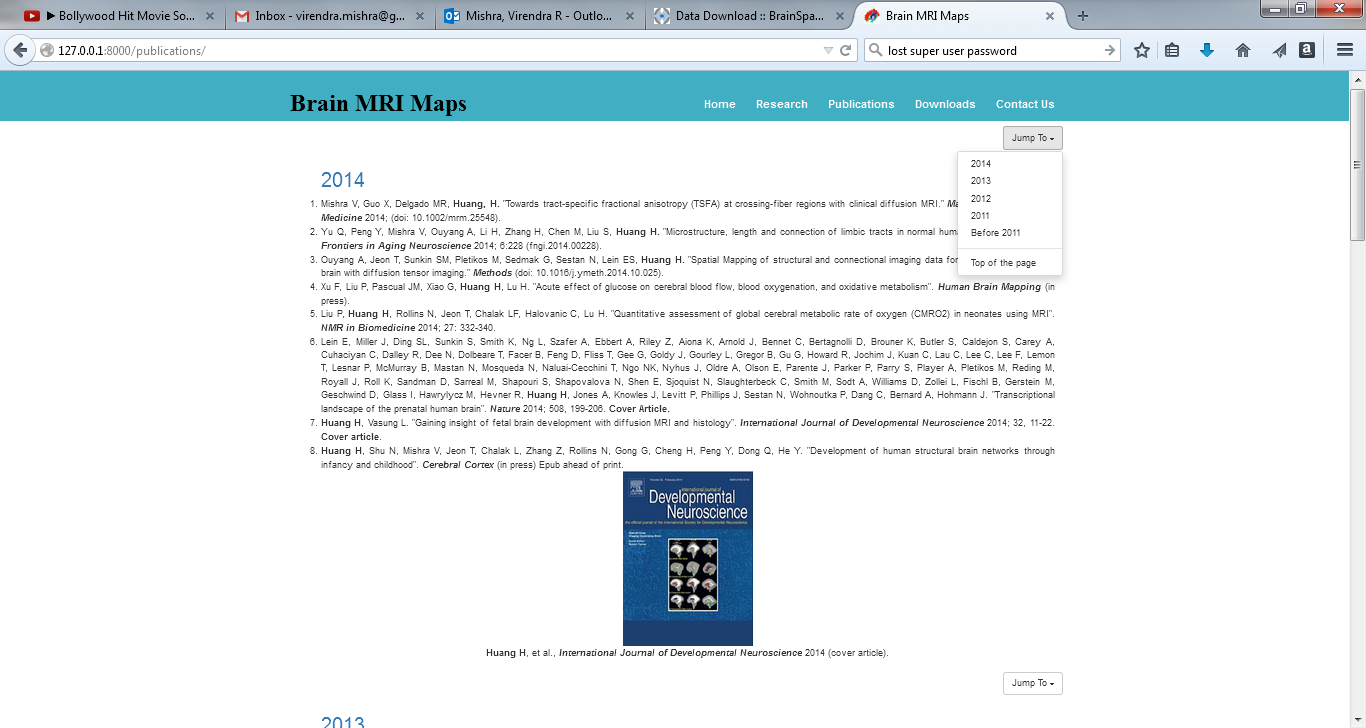 ▶ Bollywood Hit Movie So...
Inbox - virendra.mishra@g...
Mishra, Virendra R - Outlo...
Data Download :: BrainSpa...
Brain MRI Maps
127.0.0.1:8000/publications/
lost super user password
Brain MRI Maps
Home Research Publications Downloads Contact Us
Jump To
2014
2013
2012
2011
Before 2011
Top of the page
2014
1. Mishra V, Guo X, Delgado MR, Huang, H. "Towards tract-specific fractional anisotropy (TSFA) at crossing-fiber regions with clinical diffusion MRI."
Medicine 2014; (doi: 10.1002/mrm.25548).
2. Yu Q, Peng Y, Mishra V, Ouyang A, Li H, Zhang H, Chen M, Liu S, Huang H. "Microstructure, length and connection of limbic tracts in normal
Frontiers in Aging Neuroscience 2014; 6:228 (fngi.2014.00228).
3. Ouyang A, Jeon T, Sunkin SM, Pletikos M, Sedmak G, Sestan N, Lein ES, Huang H. "Spatial Mapping of structural and connectional imaging data for
brain with diffusion tensor imaging." Methods (doi: 10.1016/j.ymeth.2014.10.025).
4. Xu F, Liu P, Pascual JM, Xiao G, Huang H, Lu H. "Acute effect of glucose on cerebral blood flow, blood oxygenation, and oxidative metabolism". Human Brain Mapping (in
press).
5. Liu P, Huang H, Rollins N, Jeon T, Chalak LF, Halovanic C, Lu H. "Quantitative assessment of global cerebral metabolic rate of oxygen (CMRO2) in neonates using MRI".
NMR in Biomedicine 2014; 27: 332-340.
6. Lein E, Miller J, Ding SL, Sunkin S, Smith K, Ng L, Szafer A, Ebbert A, Riley Z, Aiona K, Arnold J, Bennet C, Bertagnolli D, Brouner K, Butler S, Caldejon S, Carey A,
Cuhaciyan C, Dalley R, Dee N, Dolbeare T, Facer B, Feng D, Fliss T, Gee G, Goldy J, Gourley L, Gregor B, Gu G, Howard R, Jochim J, Kuan C, Lau C, Lee C, Lee F, Lemon
T, Lesnar P, McMurray B, Mastan N, Mosqueda N, Naluai-Cecchini T, Ngo NK, Nyhus J, Oldre A, Olson E, Parente J, Parker P, Parry S, Player A, Pletikos M, Reding M,
Royall J, Roll K, Sandman D, Sarreal M, Shapouri S, Shapovalova N, Shen E, Sjoquist N, Slaughterbeck C, Smith M, Sodt A, Williams D, Zollei L, Fischl B, Gerstein M,
Geschwind D, Glass I, Hawrylycz M, Hevner R, Huang H, Jones A, Knowles J, Levitt P, Phillips J, Sestan N, Wohnoutka P, Dang C, Bernard A, Hohmann J. "Transcriptional
landscape of the prenatal human brain". Nature 2014; 508, 199-206. Cover Article.
7. Huang H, Vasung L. "Gaining insight of fetal brain development with diffusion MRI and histology". International Journal of Developmental Neuroscience 2014; 32, 11-22.
Cover article.
8. Huang H, Shu N, Mishra V, Jeon T, Chalak L, Zhang Z, Rollins N, Gong G, Cheng H, Peng Y, Dong Q, He Y. "Development of human structural brain networks through
infancy and childhood". Cerebral Cortex (in press) Epub ahead of print.
international journal of
Developmental
Neuroscience
the official journal of the International Society for Developmental Neuroscience
Huang H, et al., International Journal of Developmental Neuroscience 2014 (cover article).
Jump To
2013